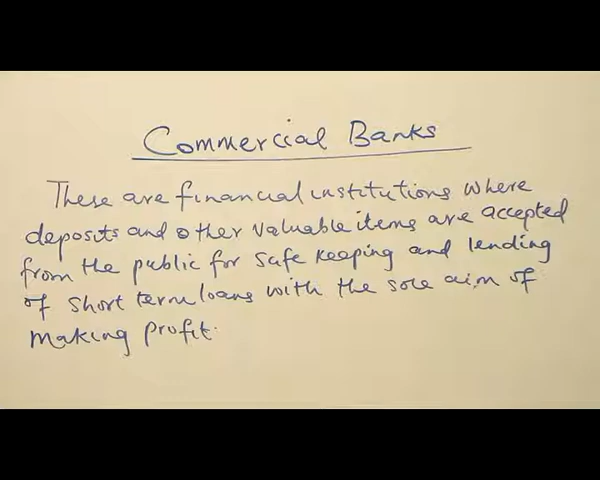 Commercial Banks
These are financial institutions where
deposits and other valuable items are accepted
from the public for safe keeping and lending
of short term loans with the sole aim of
making profit.